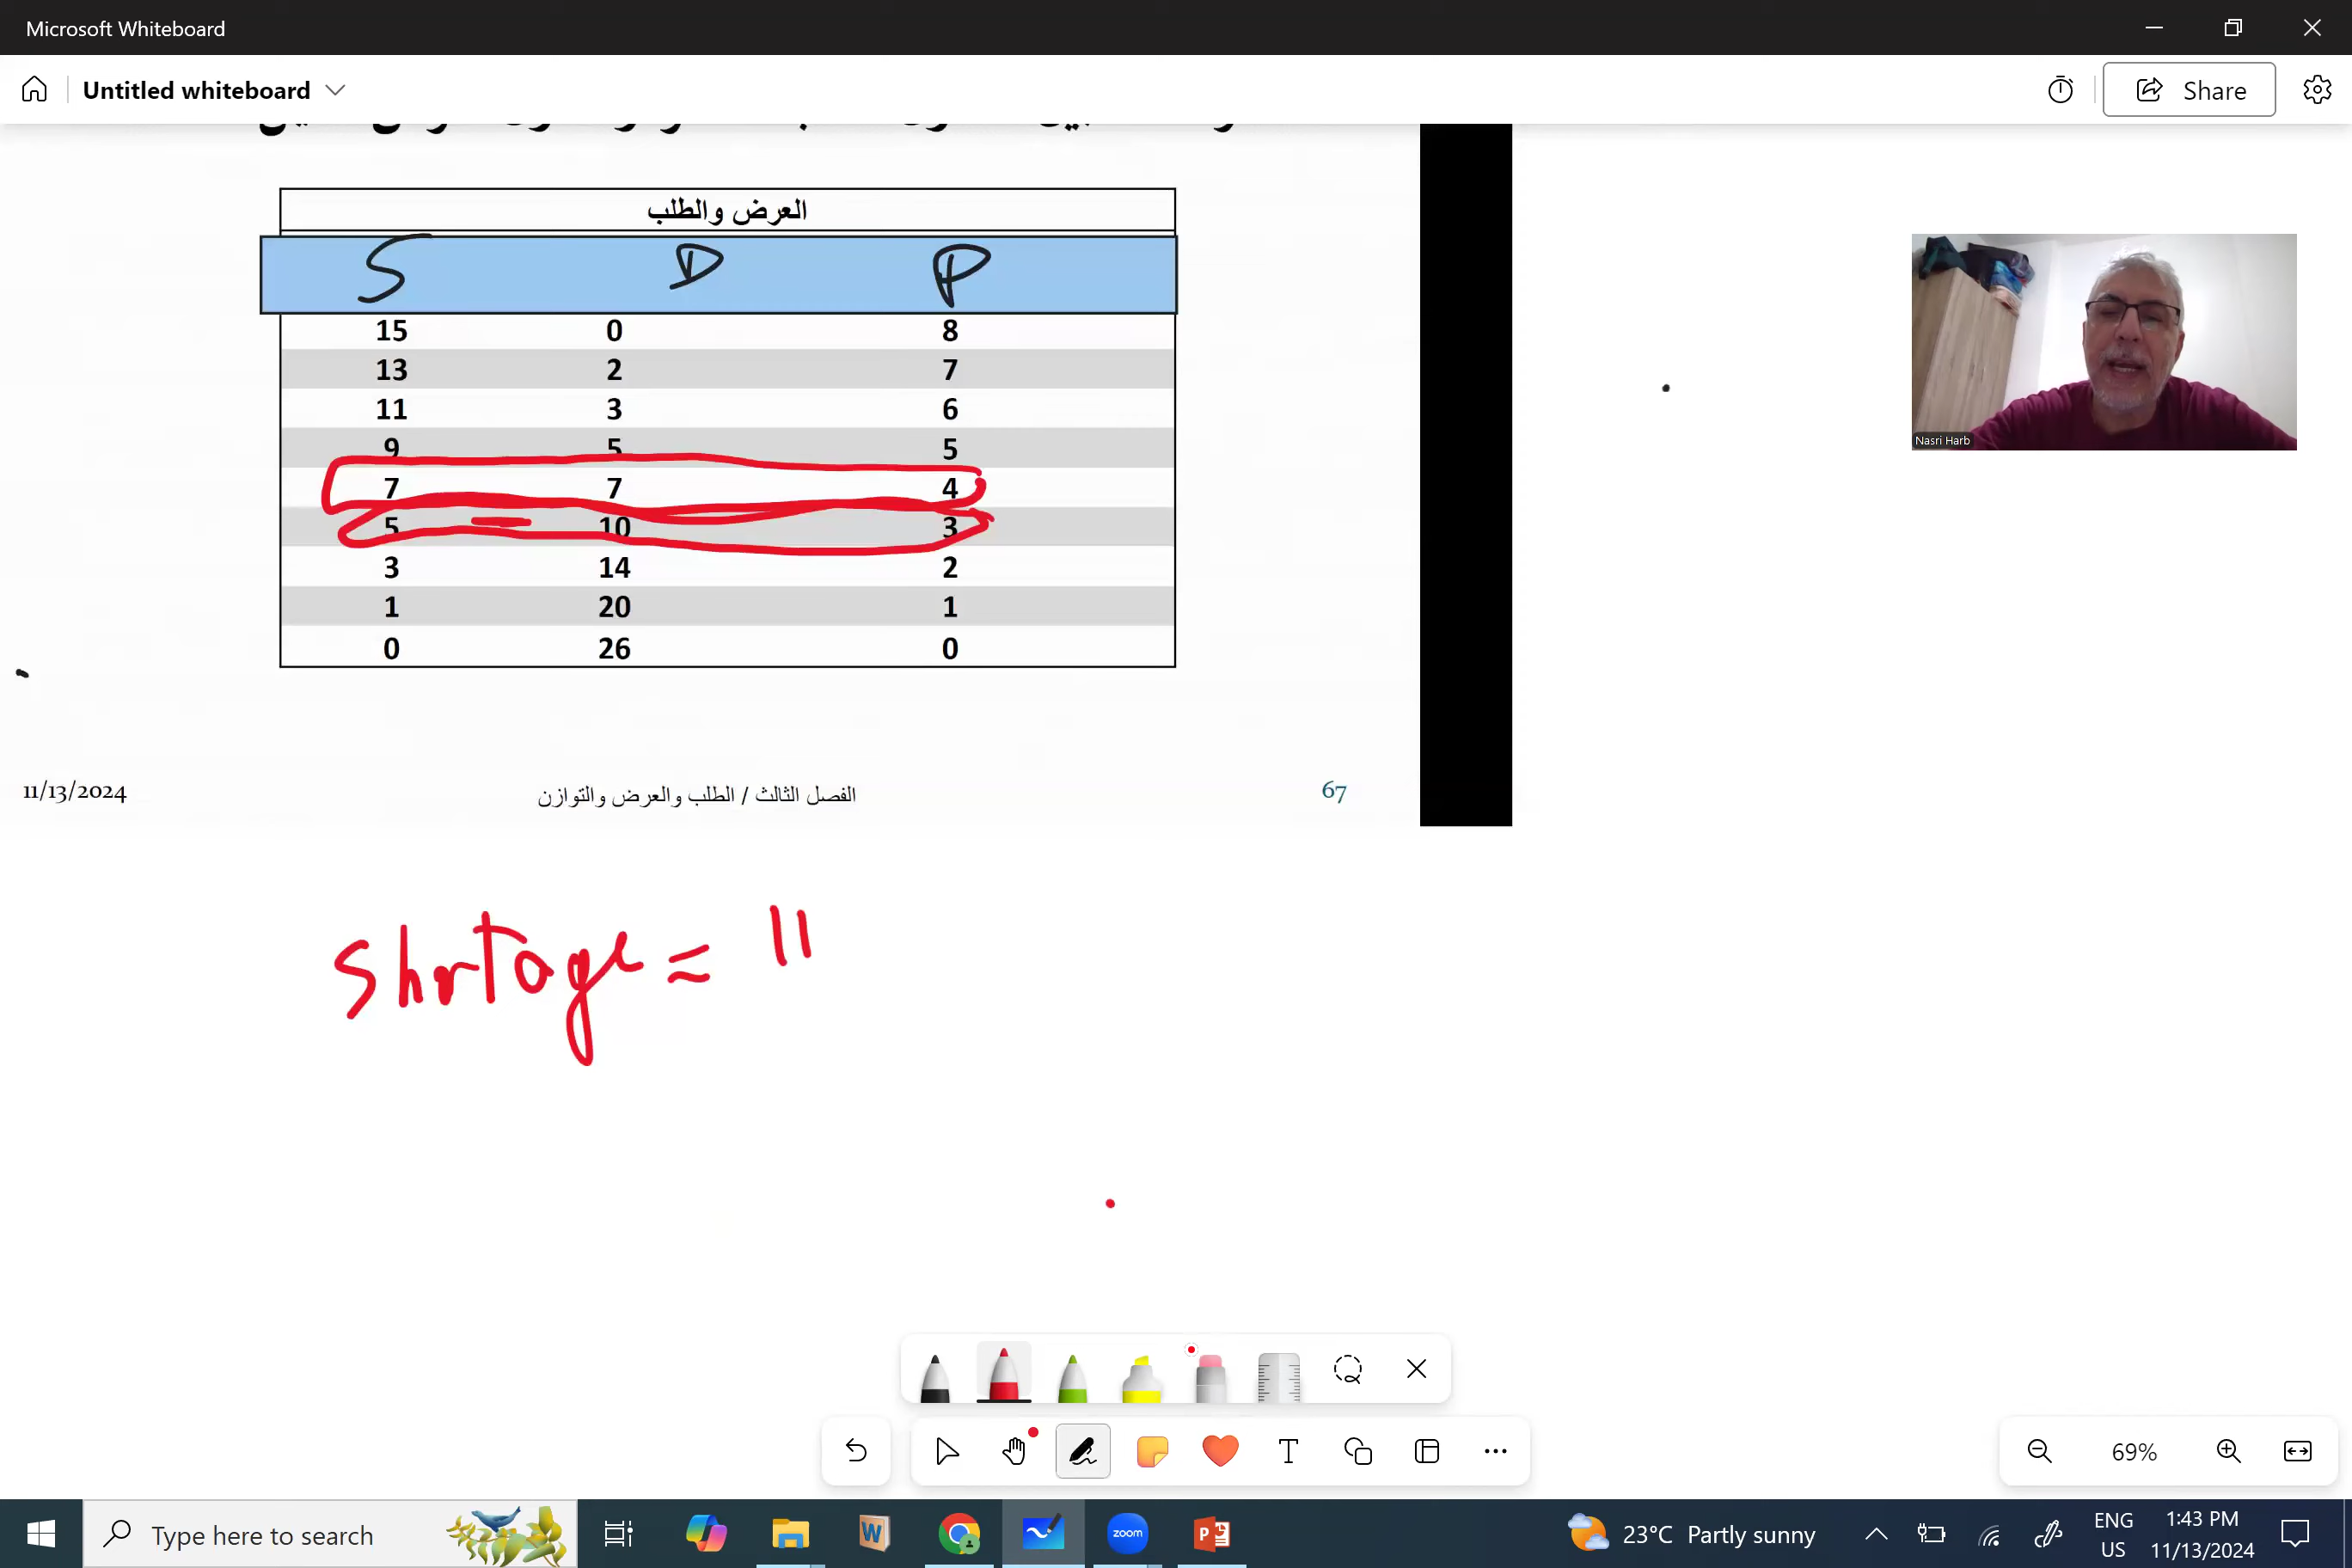 Microsoft Whiteboard
Untitled whiteboard
Share
العرض والطلب
S D P
15 0 8
13 2 7
11 3 6
9 5 5
7 7 4
5 10 3
3 14 2
1 20 1
0 26 0
Nasri Harb
11/13/2024
الفصل الثالث / الطلب والعرض والتوازن
67
Shrtage = 11
69%
Type here to search
W
zoom
P
23°C Partly sunny
ENG
US
1:43 PM
11/13/2024